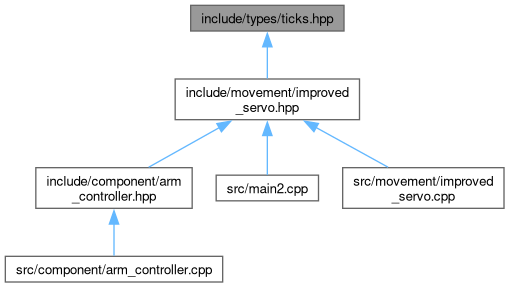 include/types/ticks.hpp
include/movement/improved
_servo.hpp
include/component/arm
_controller.hpp
src/main2.cpp
src/movement/improved
_servo.cpp
src/component/arm_controller.cpp